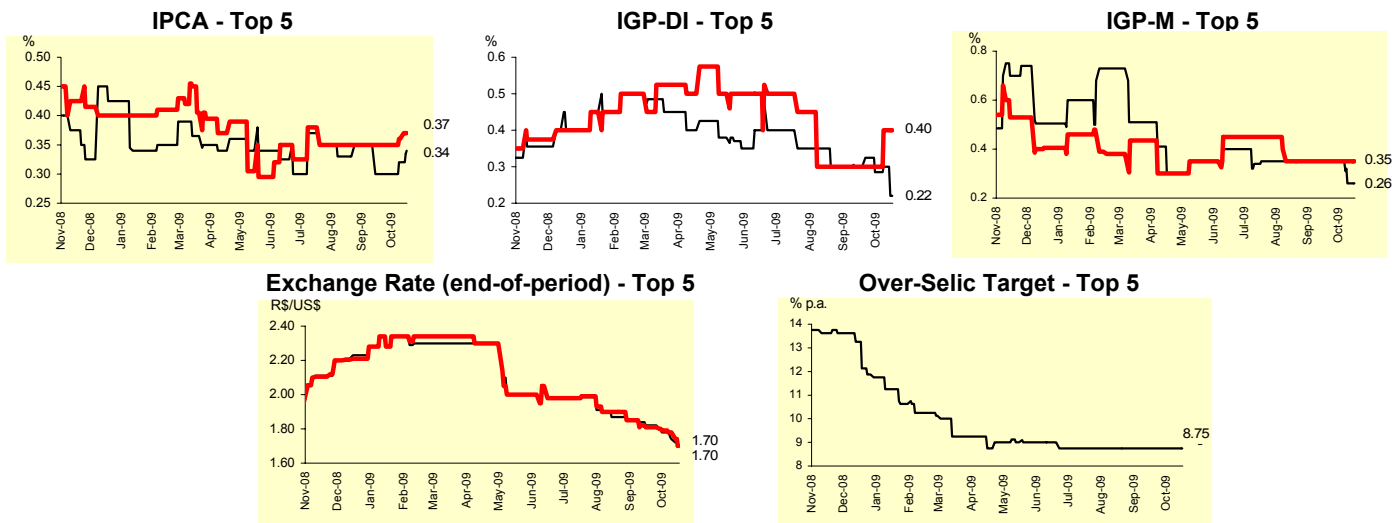 IPCA - Top 5
%
0.50
0.45
0.40
0.35
0.30
0.25
0.37
0.34
Nov-08
Dec-08
Jan-09
Feb-09
Mar-09
Apr-09
May-09
Jun-09
Jul-09
Aug-09
Sep-09
Oct-09
IGP-DI - Top 5
%
0.6
0.5
0.4
0.3
0.2
0.40
0.22
Nov-08
Dec-08
Jan-09
Feb-09
Mar-09
Apr-09
May-09
Jun-09
Jul-09
Aug-09
Sep-09
Oct-09
IGP-M - Top 5
%
0.8
0.6
0.4
0.2
0.35
0.26
Nov-08
Dec-08
Jan-09
Feb-09
Mar-09
Apr-09
May-09
Jun-09
Jul-09
Aug-09
Sep-09
Oct-09
Exchange Rate (end-of-period) - Top 5
R$/US$
2.40
2.20
2.00
1.80
1.60
1.70
1.70
Nov-08
Dec-08
Jan-09
Feb-09
Mar-09
Apr-09
May-09
Jun-09
Jul-09
Aug-09
Sep-09
Oct-09
Over-Selic Target - Top 5
% p.a.
14
13
12
11
10
9
8
8.75
-
Nov-08
Dec-08
Jan-09
Feb-09
Mar-09
Apr-09
May-09
Jun-09
Jul-09
Aug-09
Sep-09
Oct-09